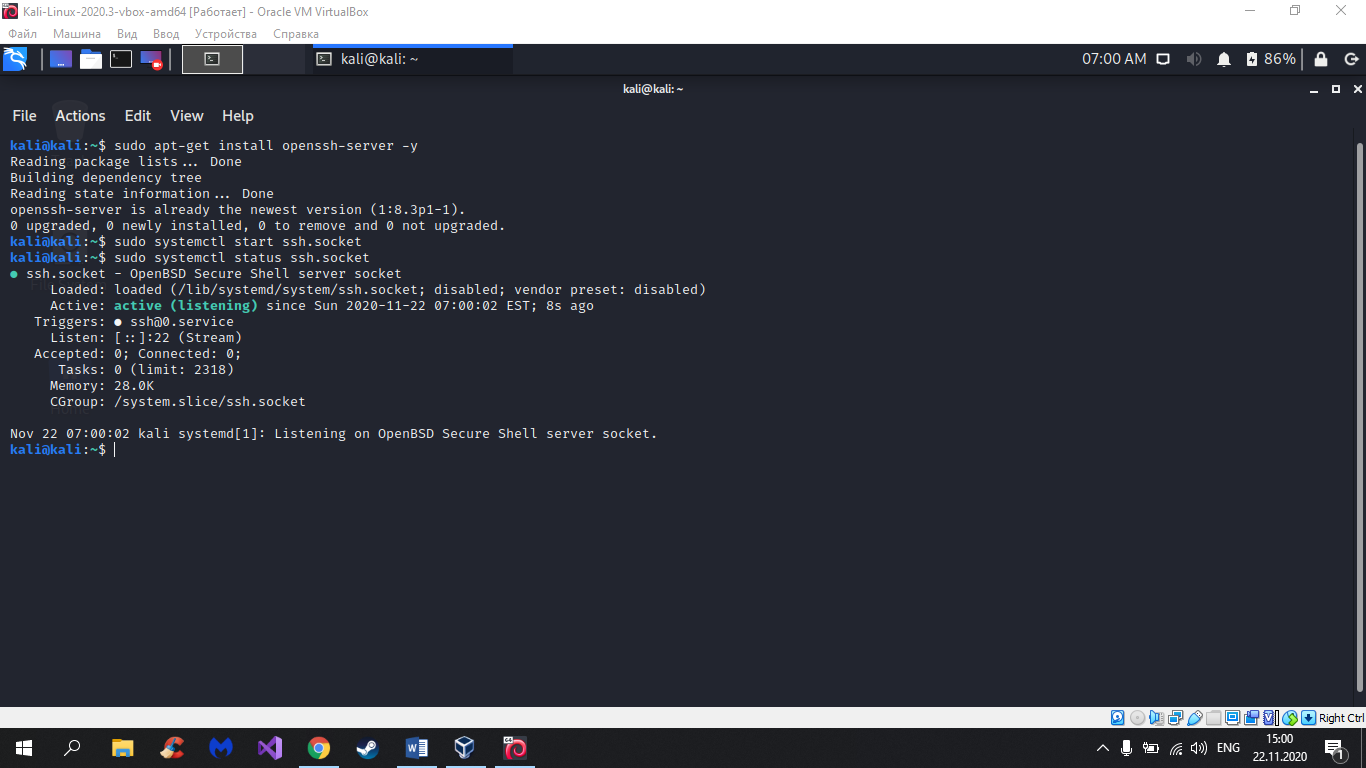 Kali-Linux-2020.3-vbox-amd64 [Работает] - Oracle VM VirtualBox
Файл Машина Вид Ввод Устройства Справка
kali@kali: ~
07:00 AM
86%
kali@kali: ~
File Actions Edit View Help
kali@kali:~$ sudo apt-get install openssh-server -y
Reading package lists... Done
Building dependency tree
Reading state information... Done
openssh-server is already the newest version (1:8.3p1-1).
0 upgraded, 0 newly installed, 0 to remove and 0 not upgraded.
kali@kali:~$ sudo systemctl start ssh.socket
kali@kali:~$ sudo systemctl status ssh.socket
● ssh.socket - OpenBSD Secure Shell server socket
Loaded: loaded (/lib/systemd/system/ssh.socket; disabled; vendor preset: disabled)
Active: active (listening) since Sun 2020-11-22 07:00:02 EST; 8s ago
Triggers: ● ssh@0.service
Listen: [::]:22 (Stream)
Accepted: 0; Connected: 0;
Tasks: 0 (limit: 2318)
Memory: 28.0K
CGroup: /system.slice/ssh.socket
Nov 22 07:00:02 kali systemd[1]: Listening on OpenBSD Secure Shell server socket.
kali@kali:~$
Right Ctrl
ENG
15:00
22.11.2020
1